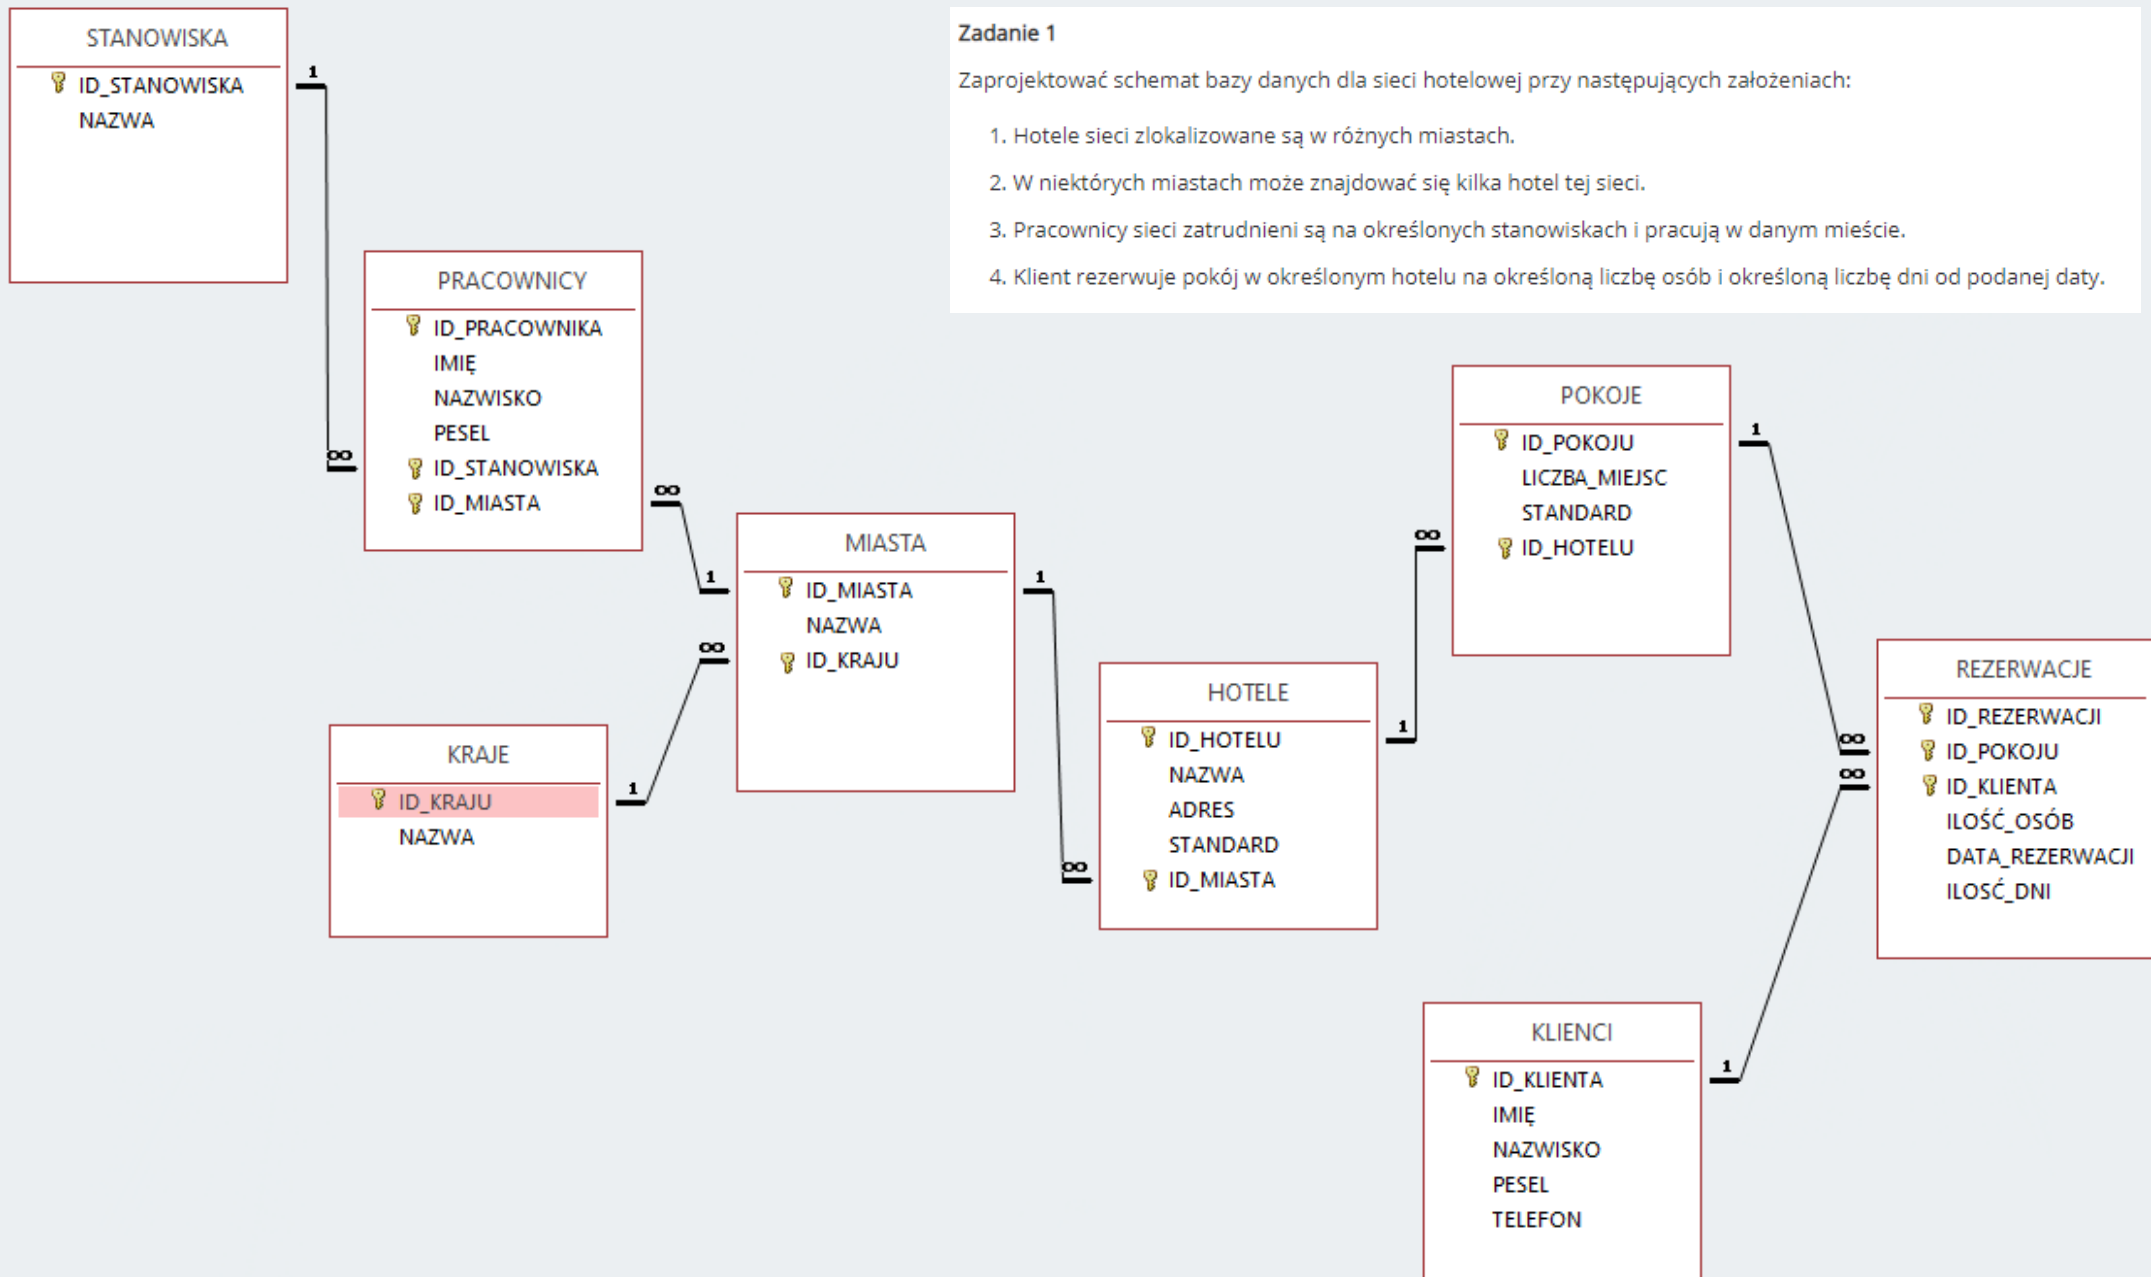 STANOWISKA
ID_STANOWISKA
NAZWA
Zadanie 1
Zaprojektować schemat bazy danych dla sieci hotelowej przy następujących założeniach:
1. Hotele sieci zlokalizowane są w różnych miastach.
2. W niektórych miastach może znajdować się kilka hotel tej sieci.
3. Pracownicy sieci zatrudnieni są na określonych stanowiskach i pracują w danym mieście.
4. Klient rezerwuje pokój w określonym hotelu na określoną liczbę osób i określoną liczbę dni od podanej daty.
1
∞
PRACOWNICY
ID_PRACOWNIKA
IMIĘ
NAZWISKO
PESEL
ID_STANOWISKA
ID_MIASTA
∞
1
MIASTA
ID_MIASTA
NAZWA
ID_KRAJU
∞
1
KRAJE
ID_KRAJU
NAZWA
1
∞
HOTELE
ID_HOTELU
NAZWA
ADRES
STANDARD
ID_MIASTA
1
∞
POKOJE
ID_POKOJU
LICZBA_MIEJSC
STANDARD
ID_HOTELU
1
∞
REZERWACJE
ID_REZERWACJI
ID_POKOJU
ID_KLIENTA
ILOŚĆ_OSÓB
DATA_REZERWACJI
ILOSĆ_DNI
∞
1
KLIENCI
ID_KLIENTA
IMIĘ
NAZWISKO
PESEL
TELEFON